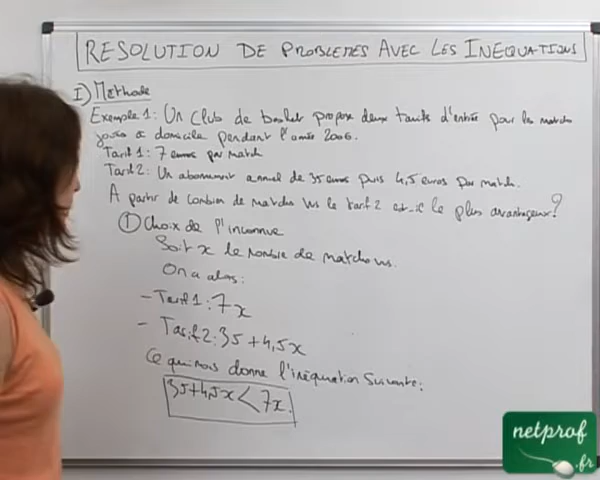 RESOLUTION DE PROBLEMES AVEC LES INEQUATIONS
I) Méthode
Exemple 1: Un club de basket propose deux tarifs d'entrée pour les matchs
joués à domicile pendant l'année 2006.
Tarif 1: 7 euros par match
Tarif 2: Un abonnement annuel de 35 euros puis 4,5 euros par match.
A partir de combien de matchs vus le tarif 2 est-il le plus avantageux?
① Choix de l'inconnue
Soit x le nombre de matchs vus.
On a alors:
- Tarif 1: 7x
- Tarif 2: 35 + 4,5x
Ce qui nous donne l'inéquation suivante:
35+4,5x < 7x.
netprof
.fr